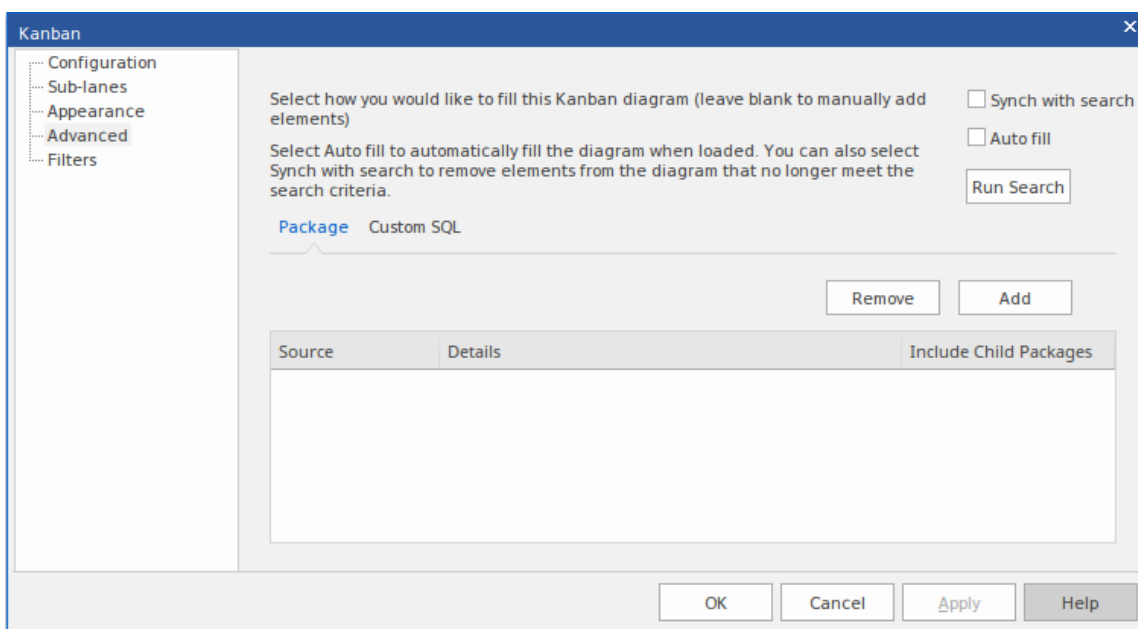 Kanban
Configuration
Sub-lanes
Appearance
Advanced
Filters
Select how you would like to fill this Kanban diagram (leave blank to manually add
elements)
Select Auto fill to automatically fill the diagram when loaded. You can also select
Synch with search to remove elements from the diagram that no longer meet the
search criteria.
Synch with search
Auto fill
Run Search
Package Custom SQL
Remove Add
Source Details Include Child Packages
OK Cancel Apply Help